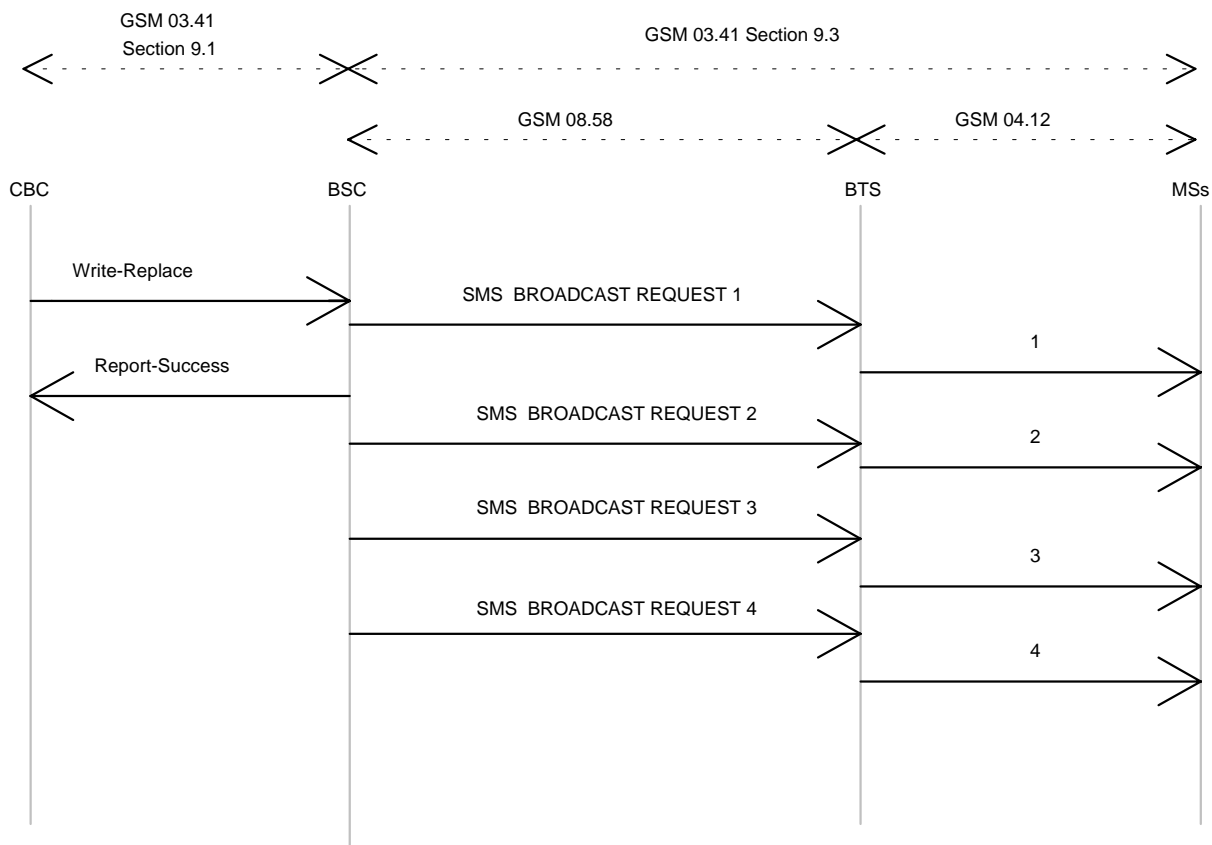 GSM 03.41
Section 9.1
GSM 03.41 Section 9.3
GSM 08.58
GSM 04.12
CBC
BSC
BTS
MSs
Write-Replace
SMS BROADCAST REQUEST 1
1
Report-Success
SMS BROADCAST REQUEST 2
2
SMS BROADCAST REQUEST 3
3
SMS BROADCAST REQUEST 4
4